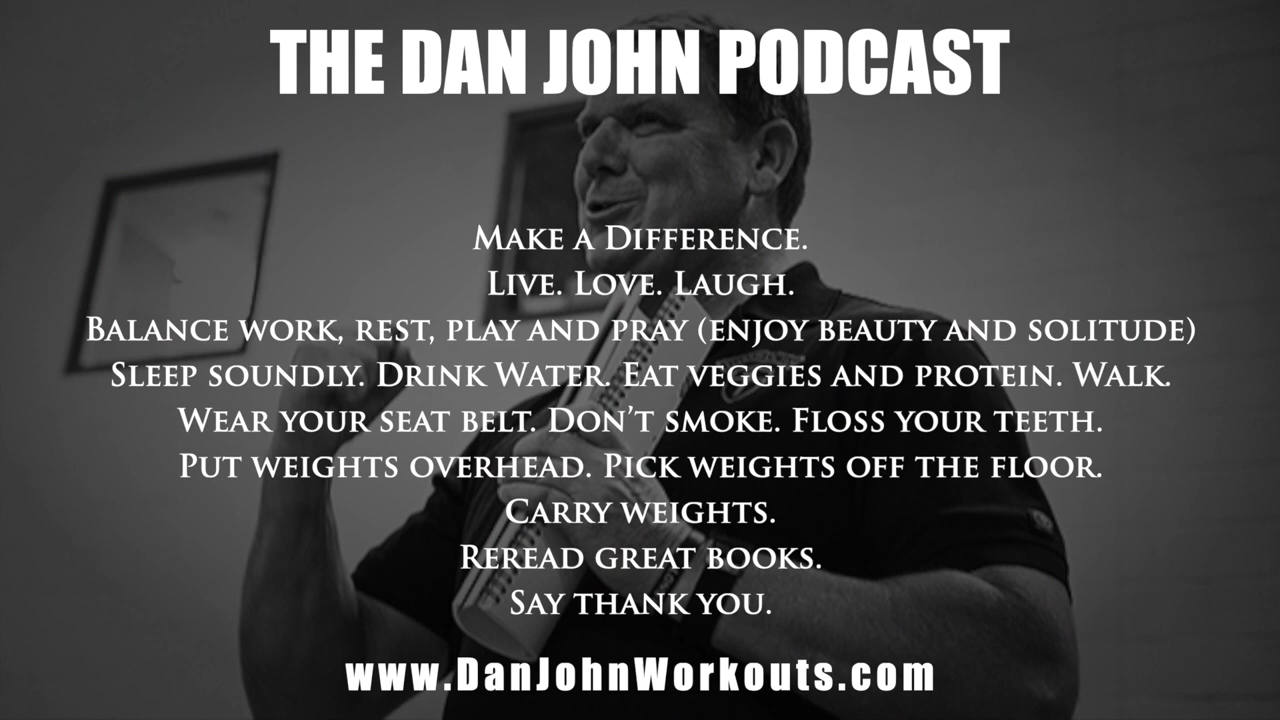 THE DAN JOHN PODCAST
Make a Difference.
Live. Love. Laugh.
Balance work, rest, play and pray (enjoy beauty and solitude)
Sleep soundly. Drink Water. Eat veggies and protein. Walk.
Wear your seat belt. Don't smoke. Floss your teeth.
Put weights overhead. Pick weights off the floor.
Carry weights.
Reread great books.
Say thank you.
www.DanJohnWorkouts.com